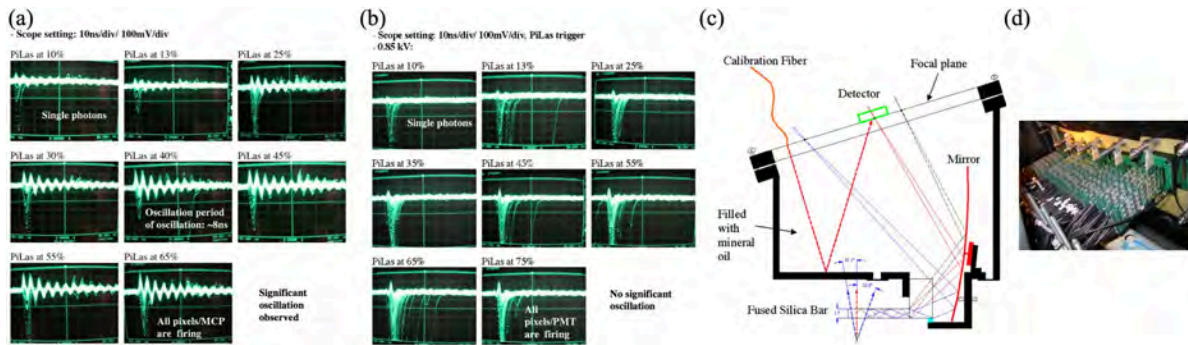 (a)
- Scope setting: 10ns/div/ 100mV/div
PiLas at 10%
PiLas at 13%
PiLas at 25%
Single photons
PiLas at 30%
PiLas at 40%
PiLas at 45%
Oscillation period
of oscillation: ~8ns
PiLas at 55%
PiLas at 65%
All pixels/MCP
are firing
Significant
oscillation
observed
(b)
- Scope setting: 10ns/div/ 100mV/div, PiLas trigger
- 0.85 kV:
PiLas at 10%
PiLas at 13%
PiLas at 25%
Single photons
PiLas at 35%
PiLas at 45%
PiLas at 55%
PiLas at 65%
PiLas at 75%
All
pixels/PMT
are firing
No significant
oscillation
(c)
Calibration Fiber
Focal plane
Detector
Mirror
Filled
with
mineral
oil
Fused Silica Bar
(d)